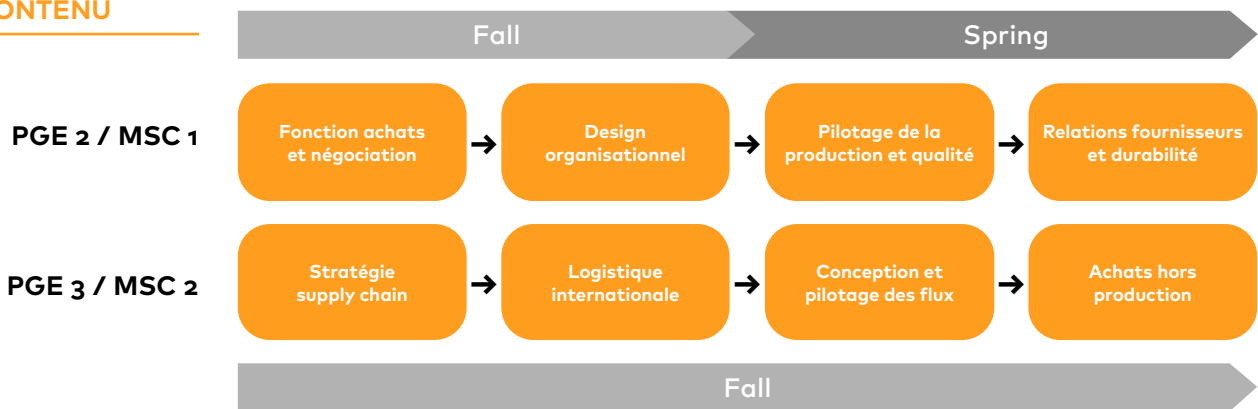 ONTENU
Fall
Spring
PGE 2 / MSC 1
Fonction achats
et négociation
Design
organisationnel
Pilotage de la
production et qualité
Relations fournisseurs
et durabilité
PGE 3 / MSC 2
Stratégie
supply chain
Logistique
internationale
Conception et
pilotage des flux
Achats hors
production
Fall